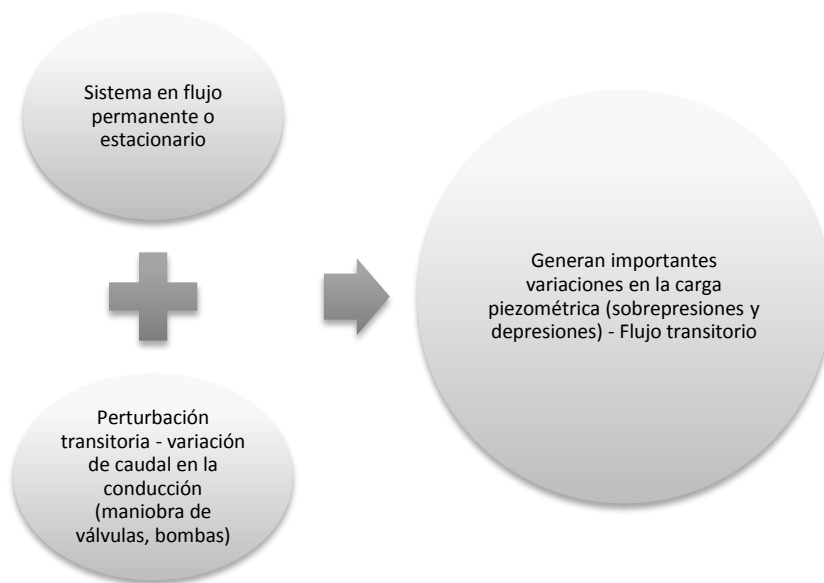 Sistema en flujo
permanente o
estacionario
Perturbación
transitoria - variación
de caudal en la
conducción
(maniobra de
válvulas, bombas)
Generan importantes
variaciones en la carga
piezométrica (sobrepresiones y
depresiones) - Flujo transitorio